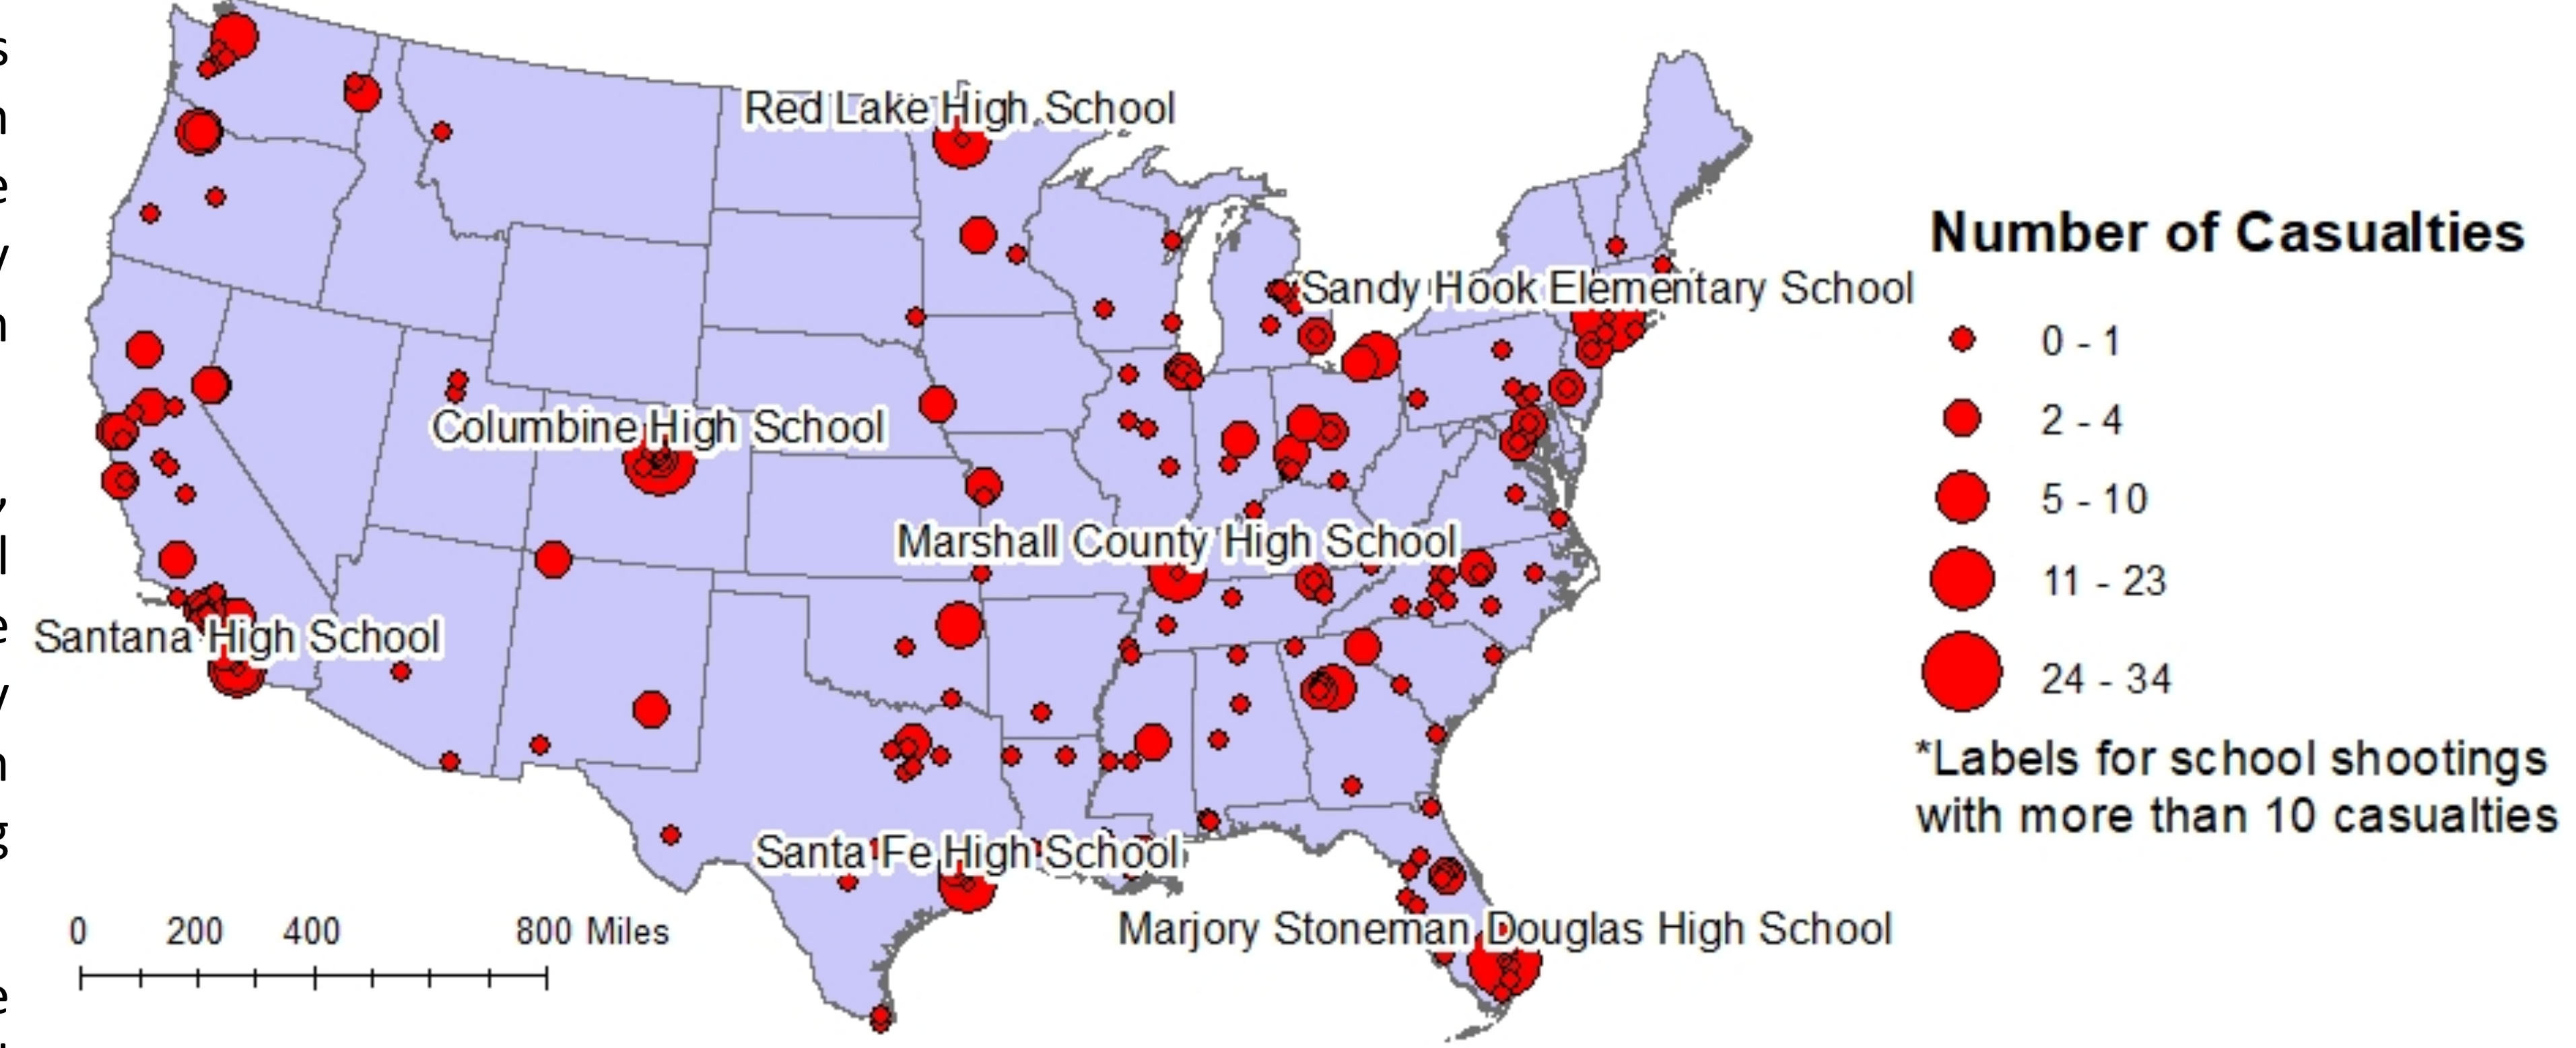 s
n
e
y
n
,
l
e
y
n
g
e
Red Lake High School
Sandy Hook Elementary School
Columbine High School
Marshall County High School
Santana High School
Santa Fe High School
Marjory Stoneman Douglas High School
0 200 400 800 Miles
Number of Casualties
0 - 1
2 - 4
5 - 10
11 - 23
24 - 34
*Labels for school shootings
with more than 10 casualties